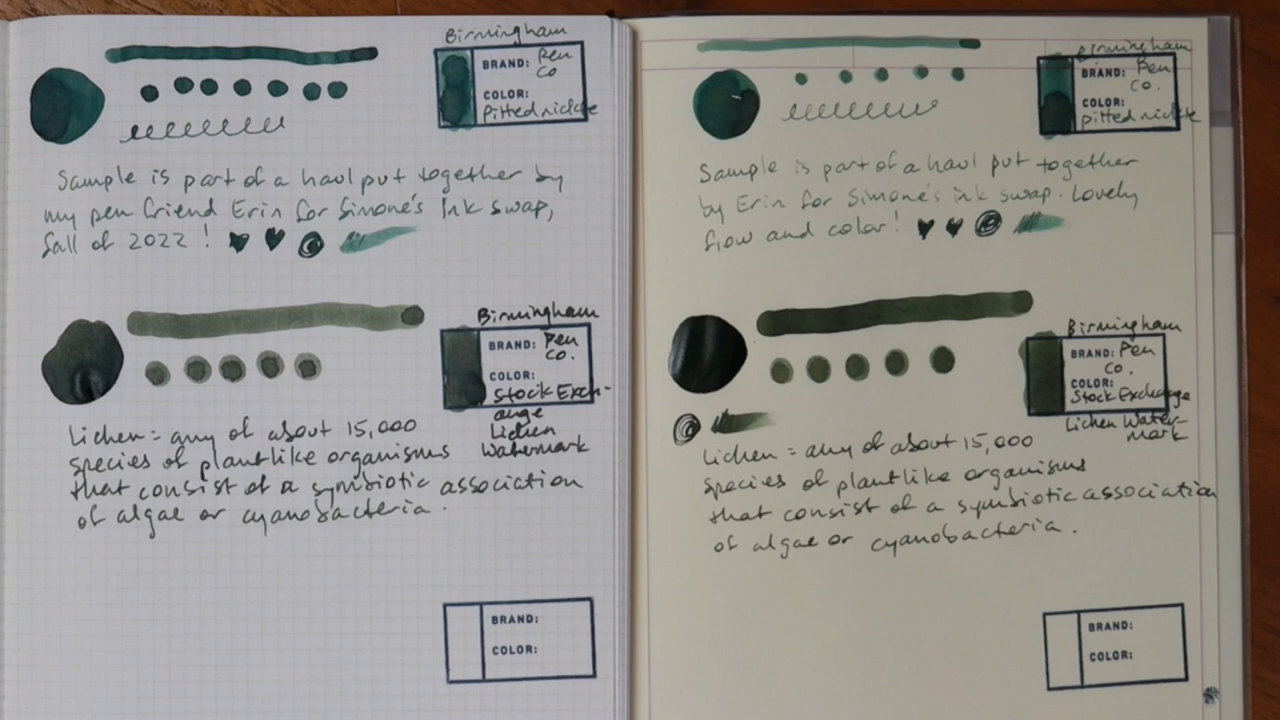 Birmingham
BRAND: Pen
Co
COLOR:
Pitted nickle
Sample is part of a haul put together by
my pen friend Erin for Simone's ink swap,
fall of 2022!
Birmingham
BRAND: Pen
Co.
COLOR:
Stock Exch-
ange
Lichen
Watermark
Lichen = any of about 15,000
species of plantlike organisms
that consist of a symbiotic association
of algae or cyanobacteria.
BRAND:
COLOR:
Birmingham
BRAND: Pen
Co.
COLOR:
pitted nickle
Sample is part of a haul put together
by Erin for Simone's ink swap. Lovely
flow and color!
Birmingham
BRAND: Pen
Co.
COLOR:
Stock Exchange
Lichen Water-
mark
Lichen = any of about 15,000
species of plantlike organisms
that consist of a symbiotic association
of algae or cyanobacteria.
BRAND:
COLOR: